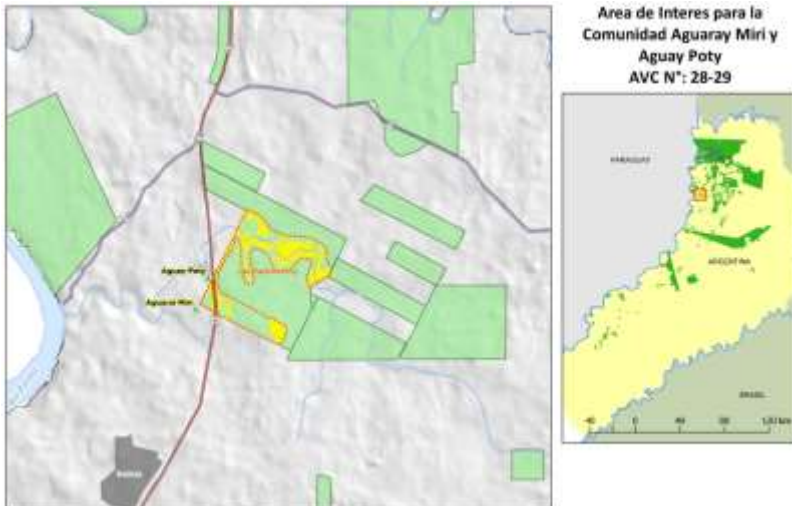 Area de Interes para la
Comunidad Aguaray Miri y
Aguay Poty
AVC N°: 28-29
PARAGUAY
ARGENTINA
BRASIL
40 0 40 80 120 km
Aguay Poty
Aguaray Miri